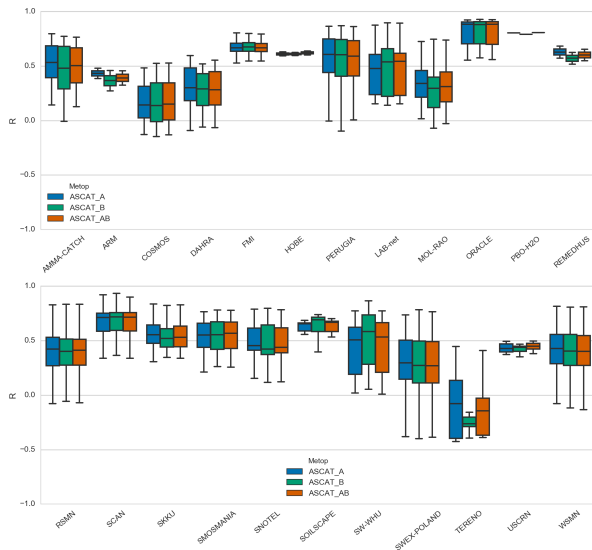 1.0
0.5
R
0.0
−0.5
−1.0
Metop
ASCAT_A
ASCAT_B
ASCAT_AB
AMMA-CATCH
ARM
COSMOS
DAHRA
FMI
HOBE
PERUGIA
LAB-net
MOL-RAO
ORACLE
PBO-H2O
REMEDHUS
1.0
0.5
R
0.0
−0.5
−1.0
Metop
ASCAT_A
ASCAT_B
ASCAT_AB
RSMN
SCAN
SKKU
SMOSMANIA
SNOTEL
SOILSCAPE
SW-WHU
SWEX-POLAND
TERENO
USCRN
WSMN